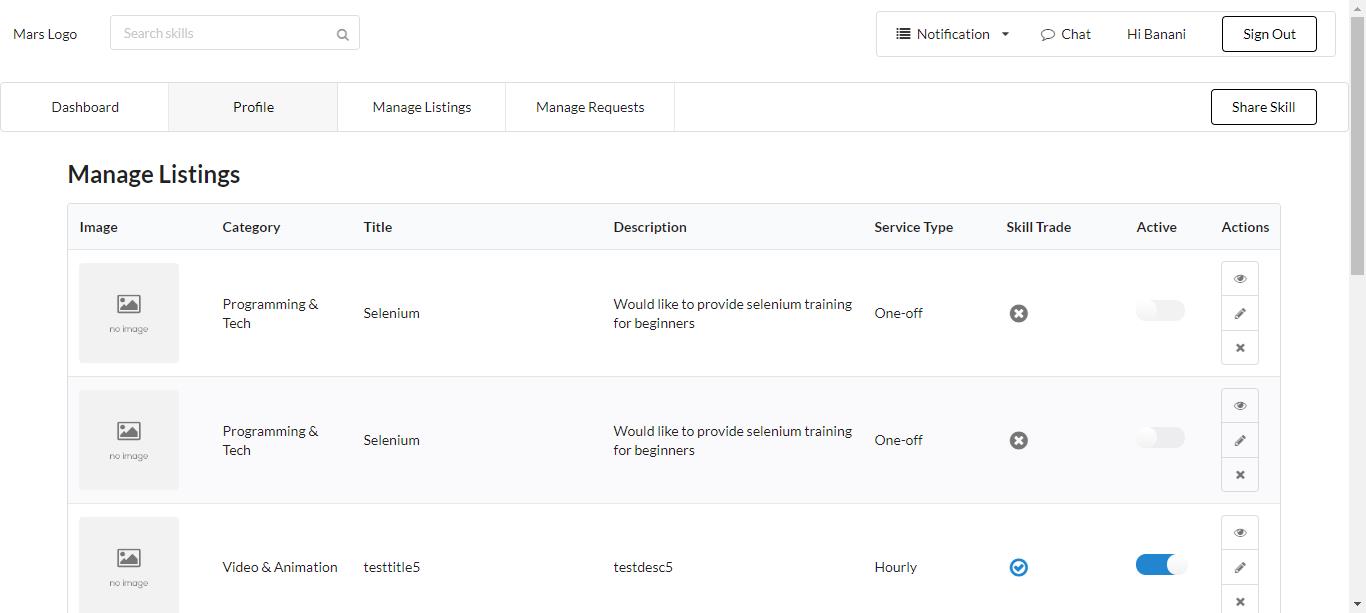 Mars Logo
Search skills
Notification
Chat
Hi Banani
Sign Out
Dashboard
Profile
Manage Listings
Manage Requests
Share Skill
Manage Listings
Image Category Title Description Service Type Skill Trade Active Actions
no image
Programming &
Tech
Selenium
Would like to provide selenium training
for beginners
One-off
no image
Programming &
Tech
Selenium
Would like to provide selenium training
for beginners
One-off
no image
Video & Animation
testtitle5
testdesc5
Hourly